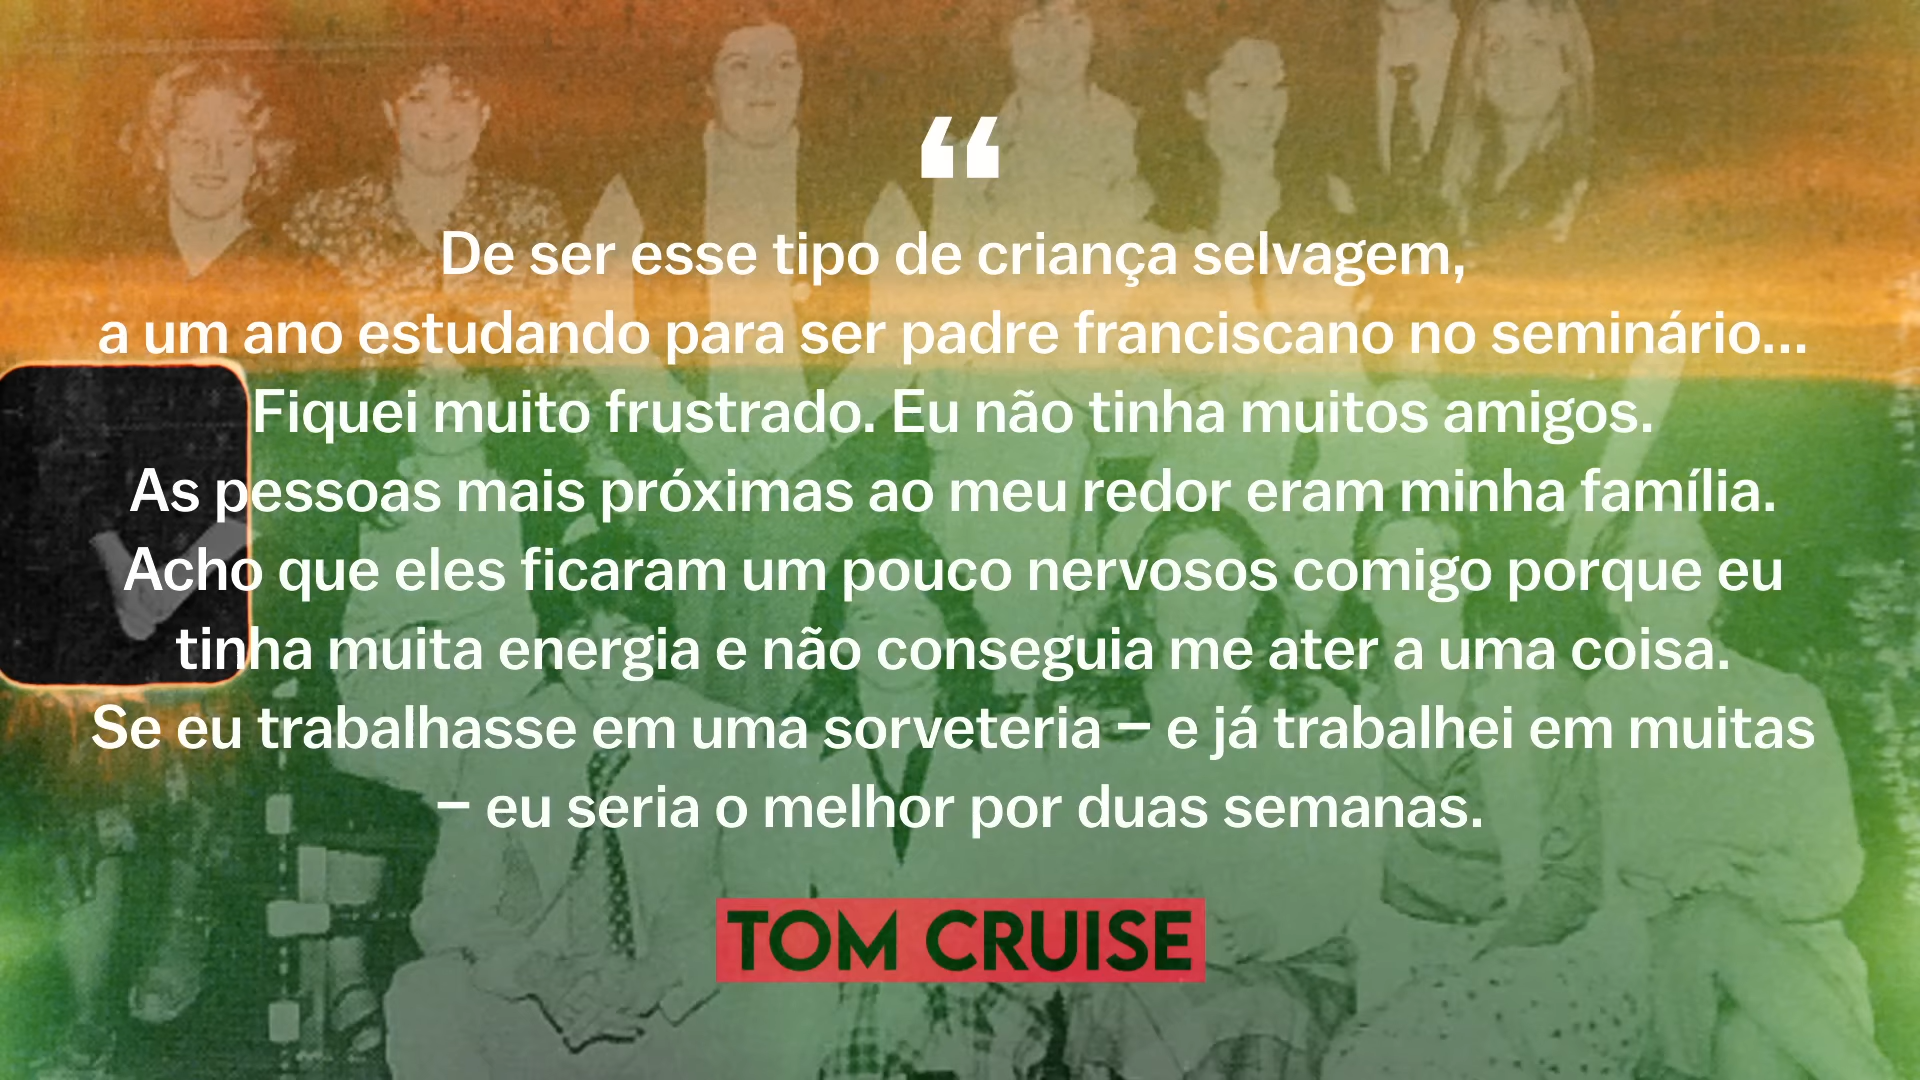 “
De ser esse tipo de criança selvagem,
a um ano estudando para ser padre franciscano no seminário...
Fiquei muito frustrado. Eu não tinha muitos amigos.
As pessoas mais próximas ao meu redor eram minha família.
Acho que eles ficaram um pouco nervosos comigo porque eu
tinha muita energia e não conseguia me ater a uma coisa.
Se eu trabalhasse em uma sorveteria – e já trabalhei em muitas
– eu seria o melhor por duas semanas.
TOM CRUISE